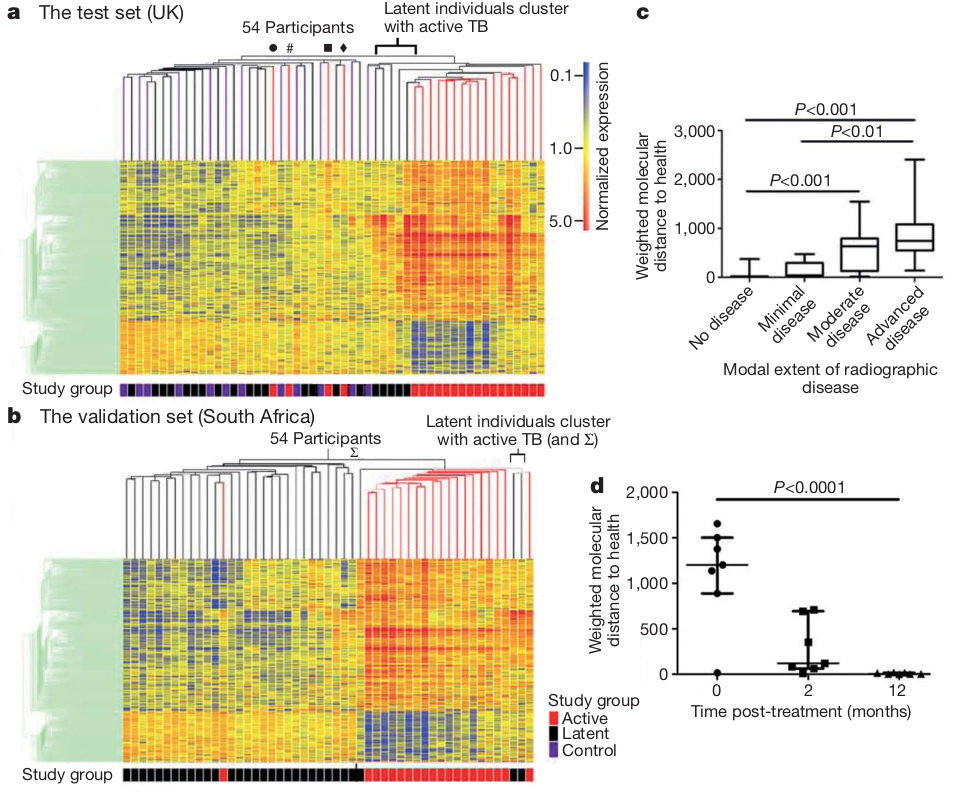 a The test set (UK)
54 Participants
● # ■ ♦
Latent individuals cluster
with active TB
0.1
1.0
5.0
Normalized expression
Study group
b The validation set (South Africa)
54 Participants
Σ
Latent individuals cluster
with active TB (and Σ)
Study group
Study group
Active
Latent
Control
c
P<0.001
P<0.01
P<0.001
3,000
2,000
1,000
0
Weighted molecular
distance to health
No disease
Minimal
disease
Moderate
disease
Advanced
disease
Modal extent of radiographic
disease
d
P<0.0001
2,000
1,500
1,000
500
0
Weighted molecular
distance to health
0 2 12
Time post-treatment (months)